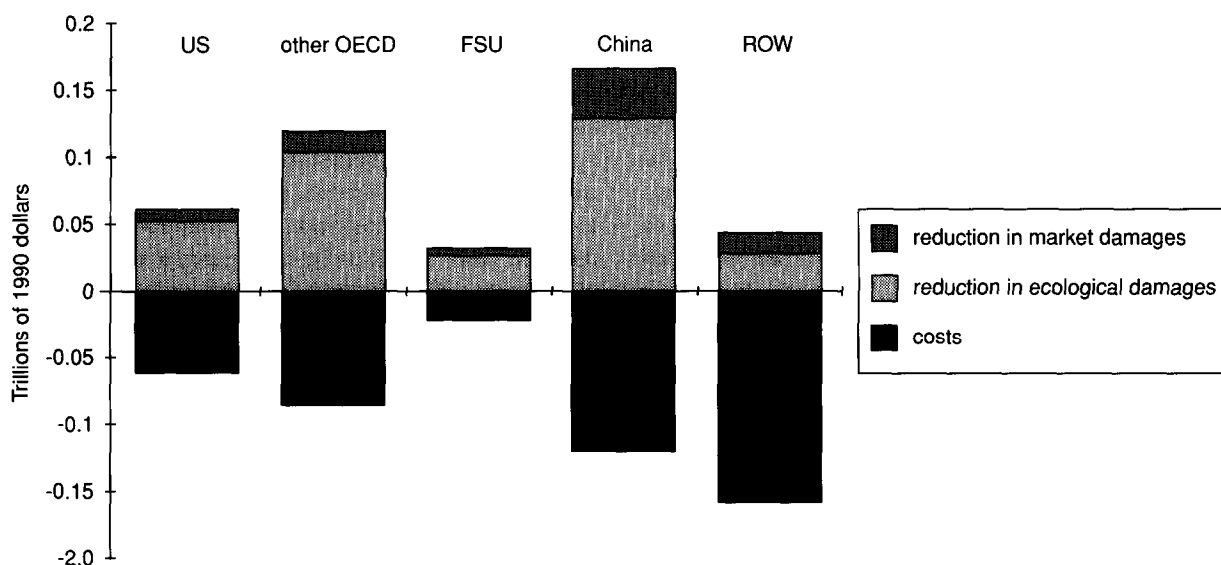 0.2
US other OECD FSU China ROW
0.15
0.1
0.05
0
-0.05
-0.1
-0.15
-2.0
Trillions of 1990 dollars
reduction in market damages
reduction in ecological damages
costs